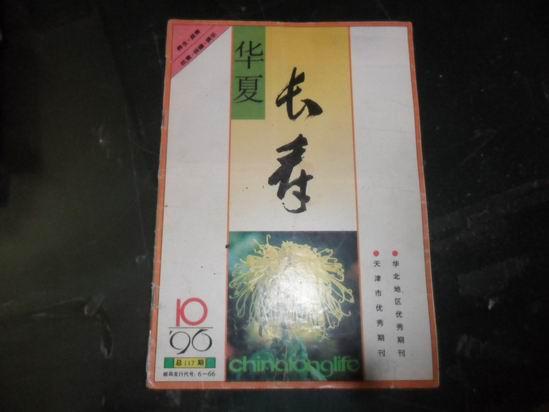 华夏
长寿
华北地区优秀期刊
天津市优秀期刊
10
'96
总117期
邮局发行代号:6—66
chinalonglife